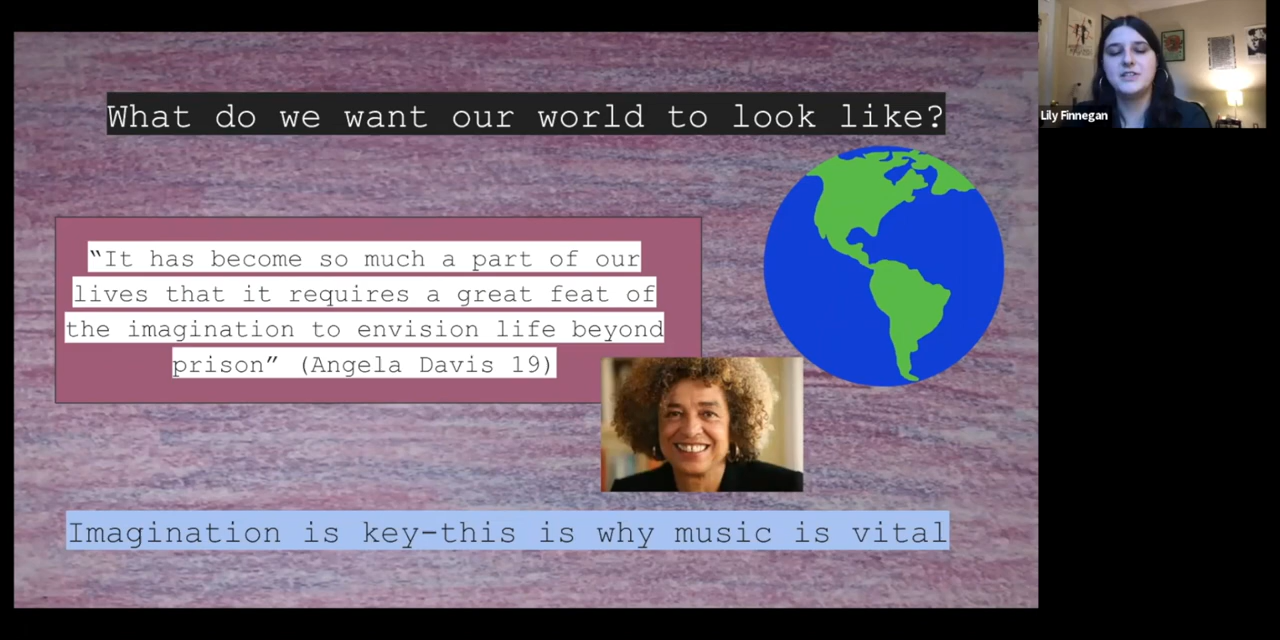 What do we want our world to look like?
“It has become so much a part of our
lives that it requires a great feat of
the imagination to envision life beyond
prison” (Angela Davis 19)
Imagination is key-this is why music is vital
Lily Finnegan